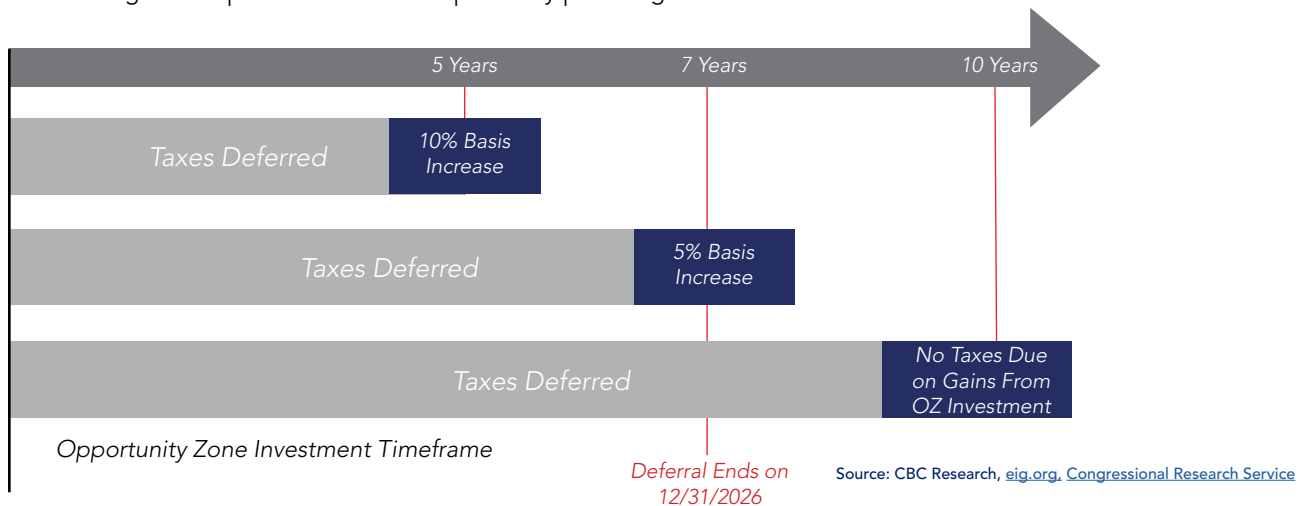 5 Years
7 Years
10 Years
Taxes Deferred
10% Basis
Increase
Taxes Deferred
5% Basis
Increase
Taxes Deferred
No Taxes Due
on Gains From
OZ Investment
Opportunity Zone Investment Timeframe
Deferral Ends on
12/31/2026
Source: CBC Research, eig.org, Congressional Research Service